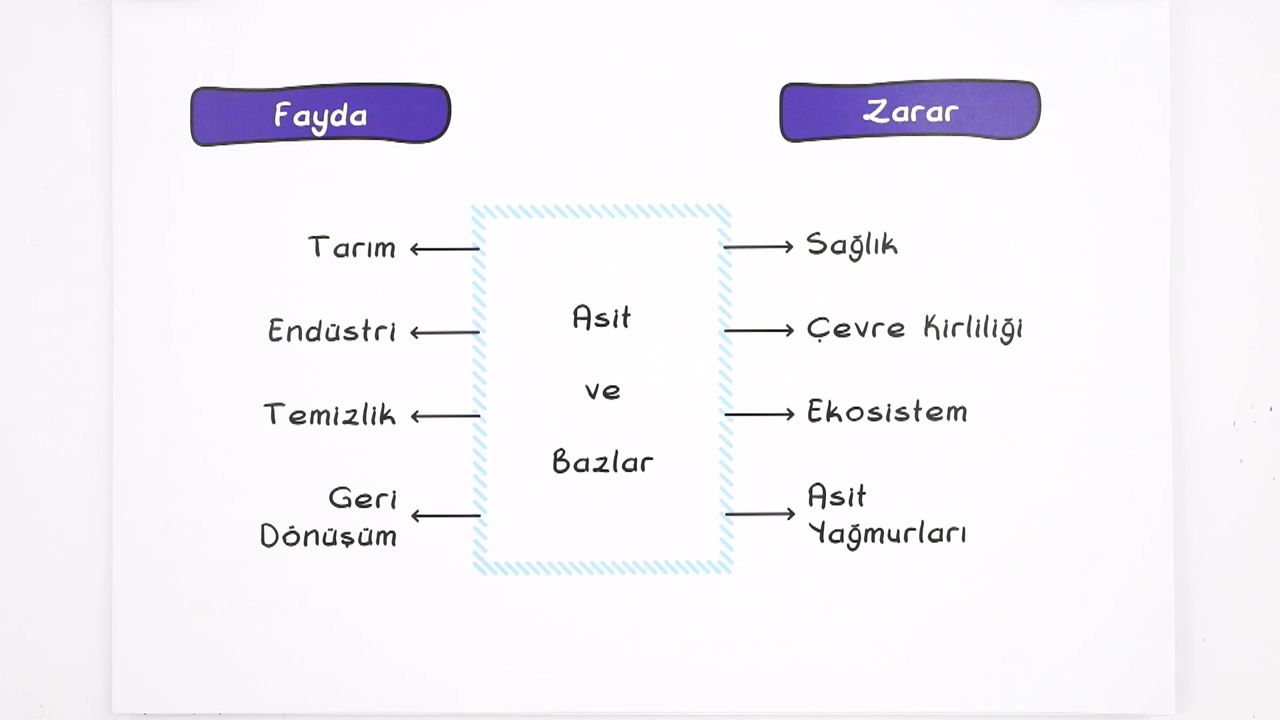 Fayda
Zarar
Tarım
Endüstri
Temizlik
Geri
Dönüşüm
Asit
ve
Bazlar
Sağlık
Çevre Kirliliği
Ekosistem
Asit
Yağmurları